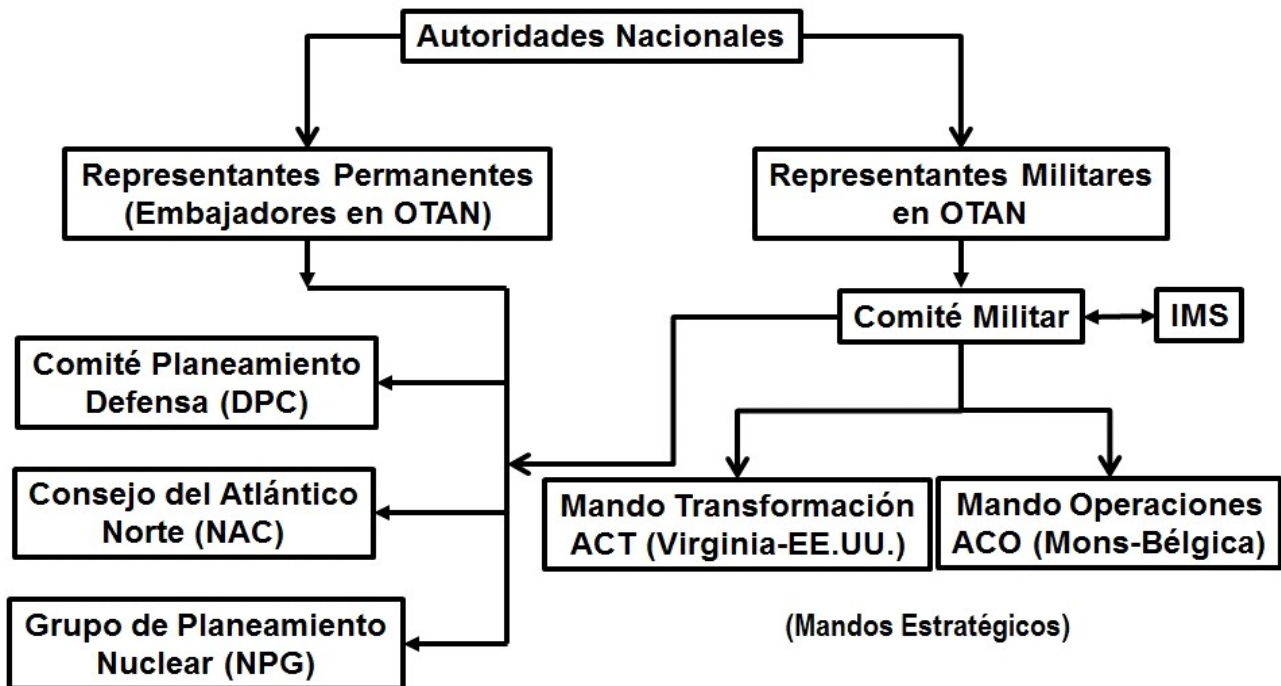 Autoridades Nacionales
Representantes Permanentes
(Embajadores en OTAN)
Representantes Militares
en OTAN
Comité Militar
IMS
Comité Planeamiento
Defensa (DPC)
Consejo del Atlántico
Norte (NAC)
Grupo de Planeamiento
Nuclear (NPG)
Mando Transformación
ACT (Virginia-EE.UU.)
Mando Operaciones
ACO (Mons-Bélgica)
(Mandos Estratégicos)